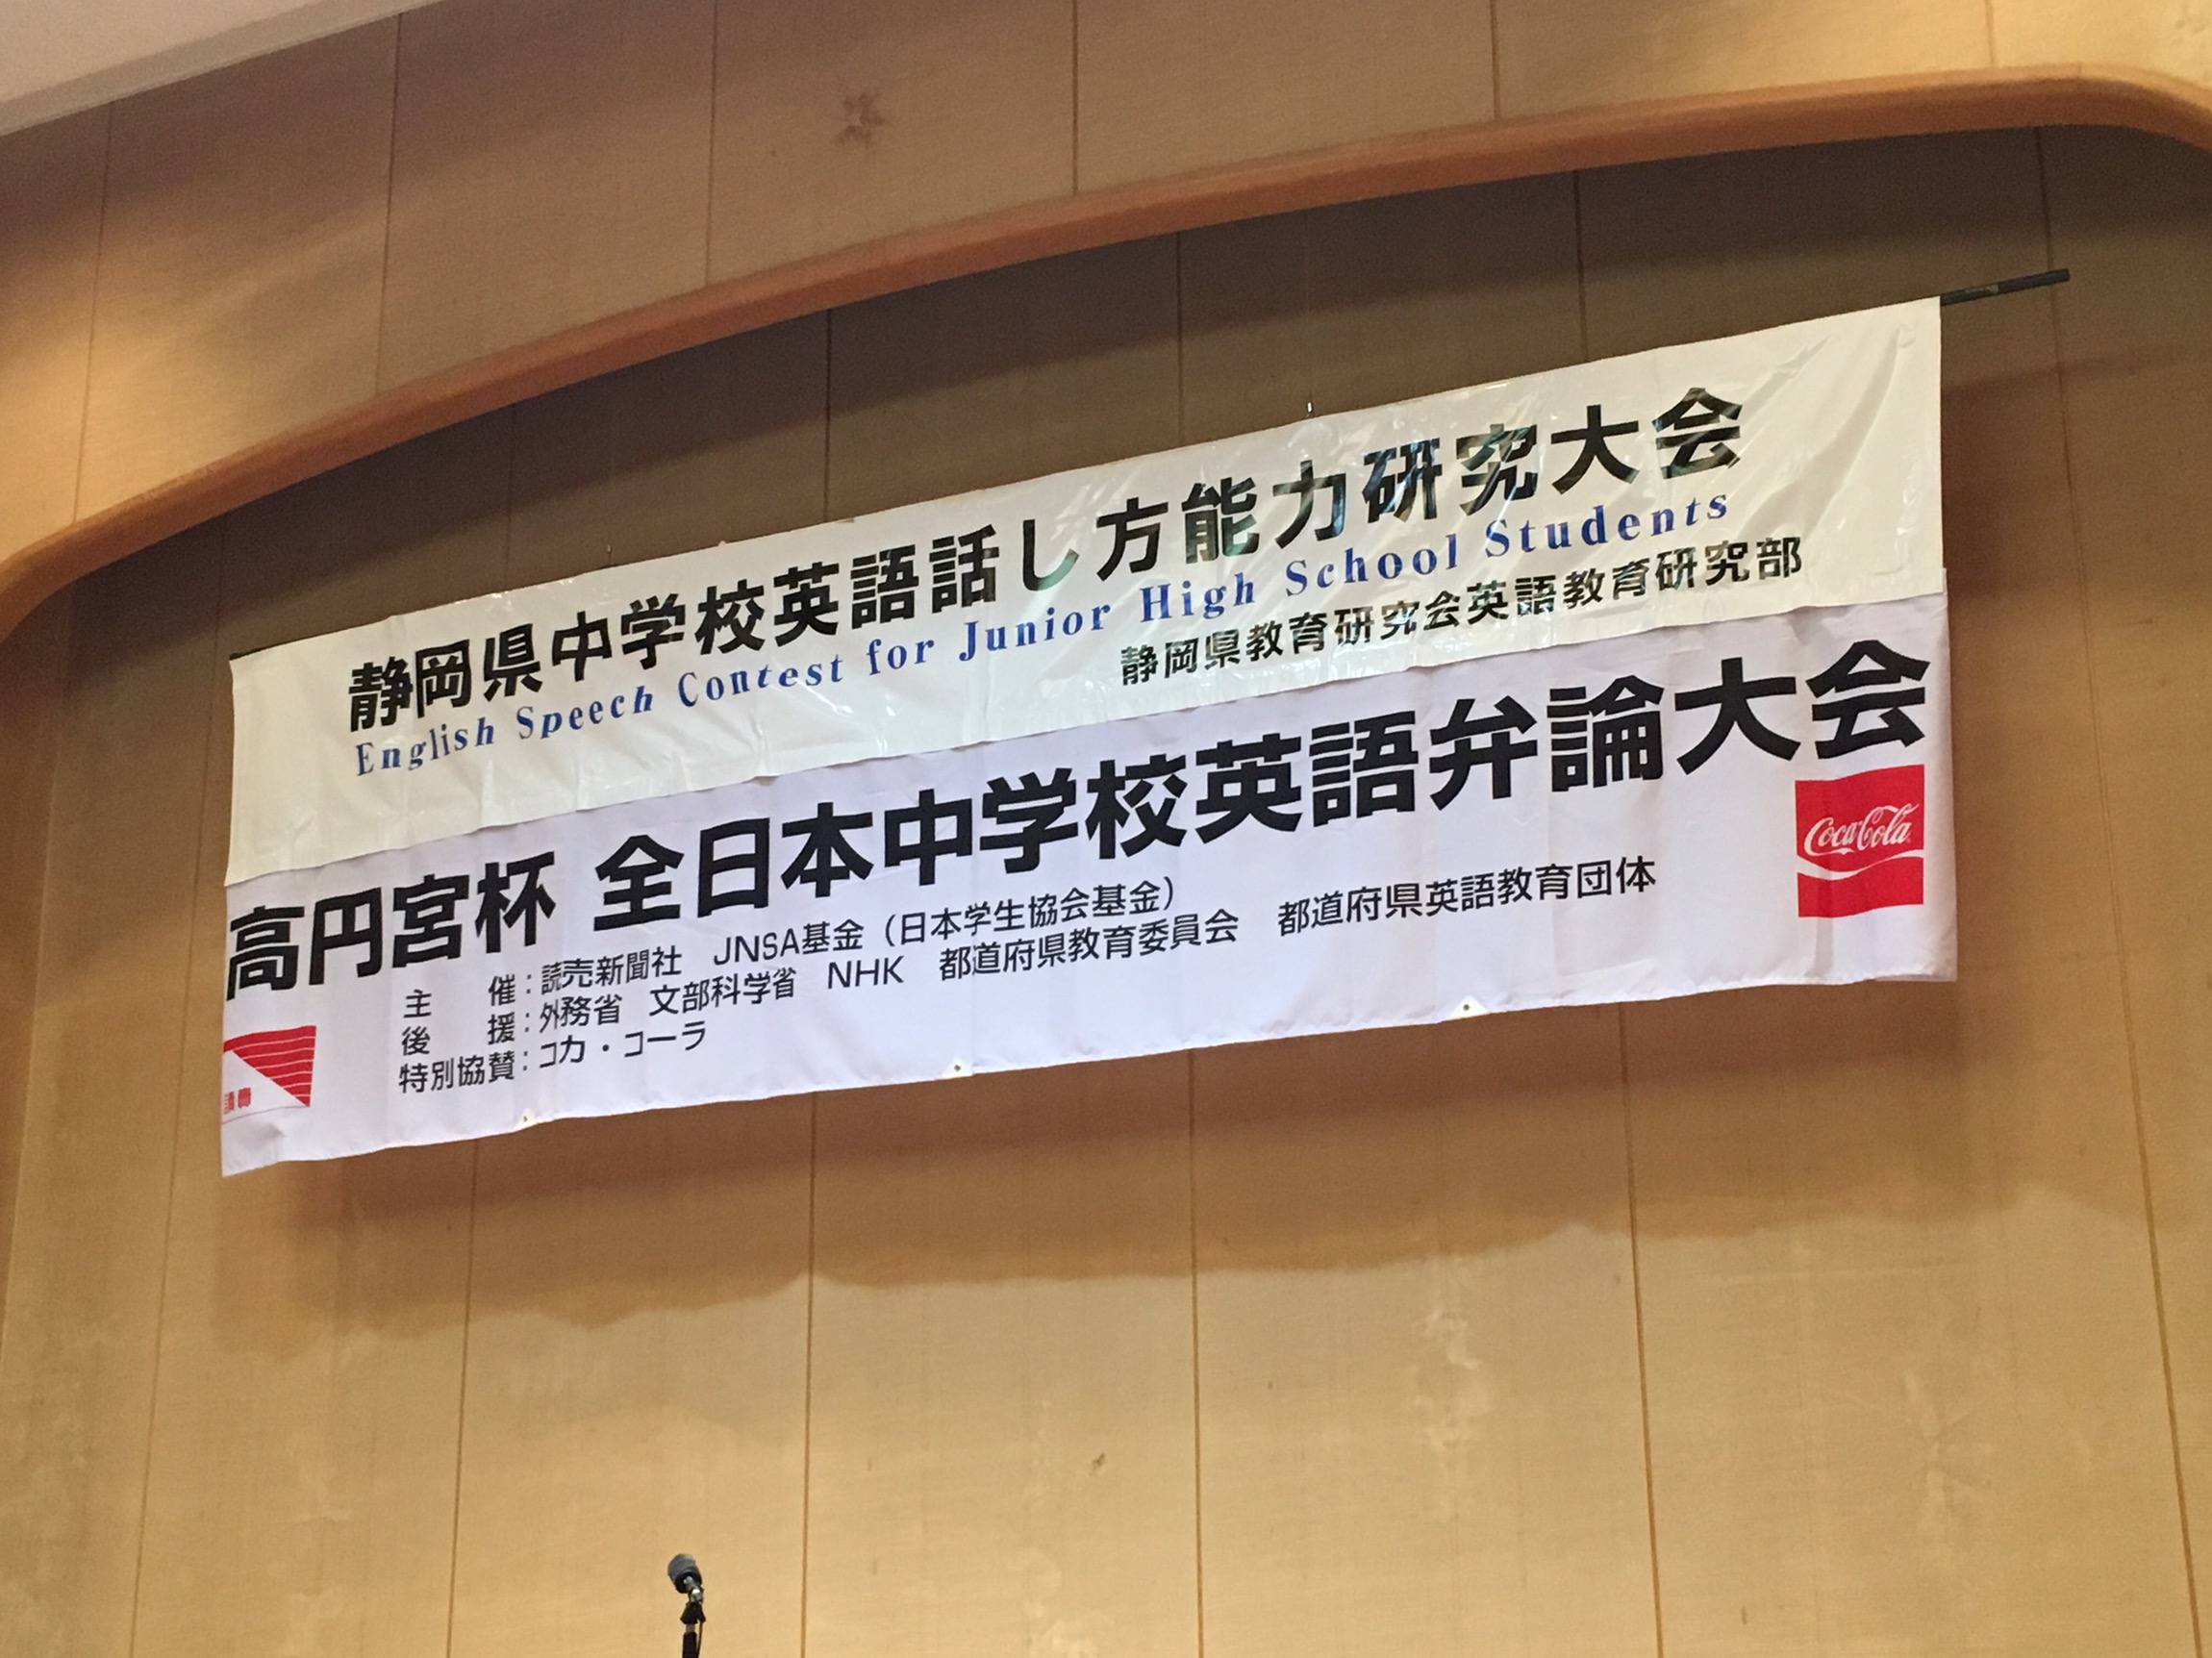 静岡県中学校英語話し方能力研究大会
English Speech Contest for Junior High School Students
静岡県教育研究会英語教育研究部
高円宮杯 全日本中学校英語弁論大会
主 催：読売新聞社 JNSA基金（日本学生協会基金）
後 援：外務省 文部科学省 NHK 都道府県教育委員会 都道府県英語教育団体
特別協賛：コカ・コーラ
Coca-Cola